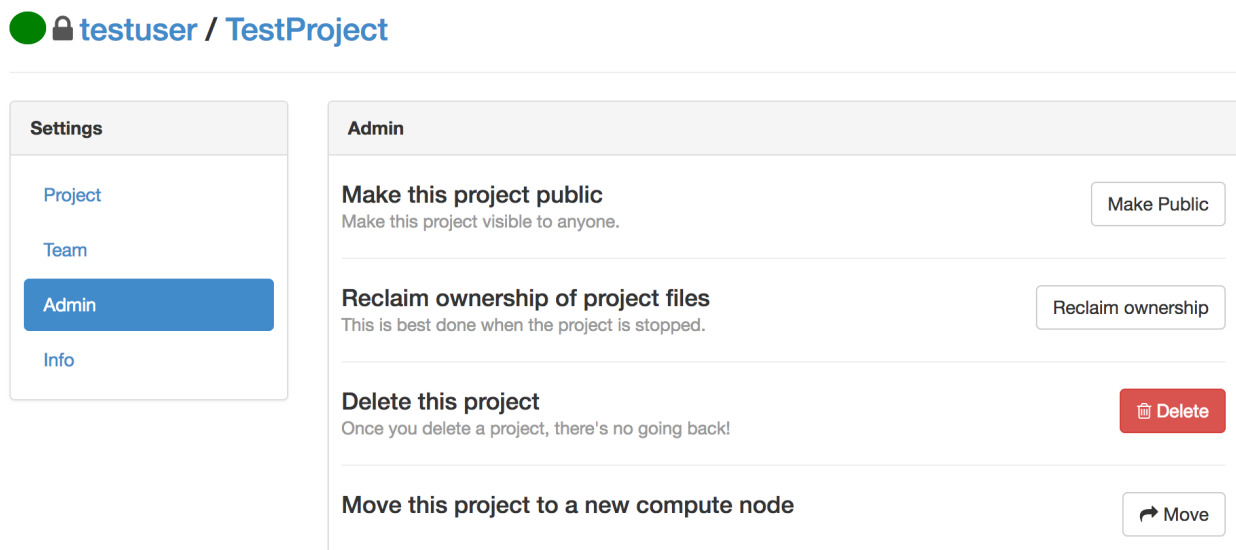 testuser / TestProject
Settings
Project
Team
Admin
Info
Admin
Make this project public
Make this project visible to anyone.
Make Public
Reclaim ownership of project files
This is best done when the project is stopped.
Reclaim ownership
Delete this project
Once you delete a project, there's no going back!
Delete
Move this project to a new compute node
Move